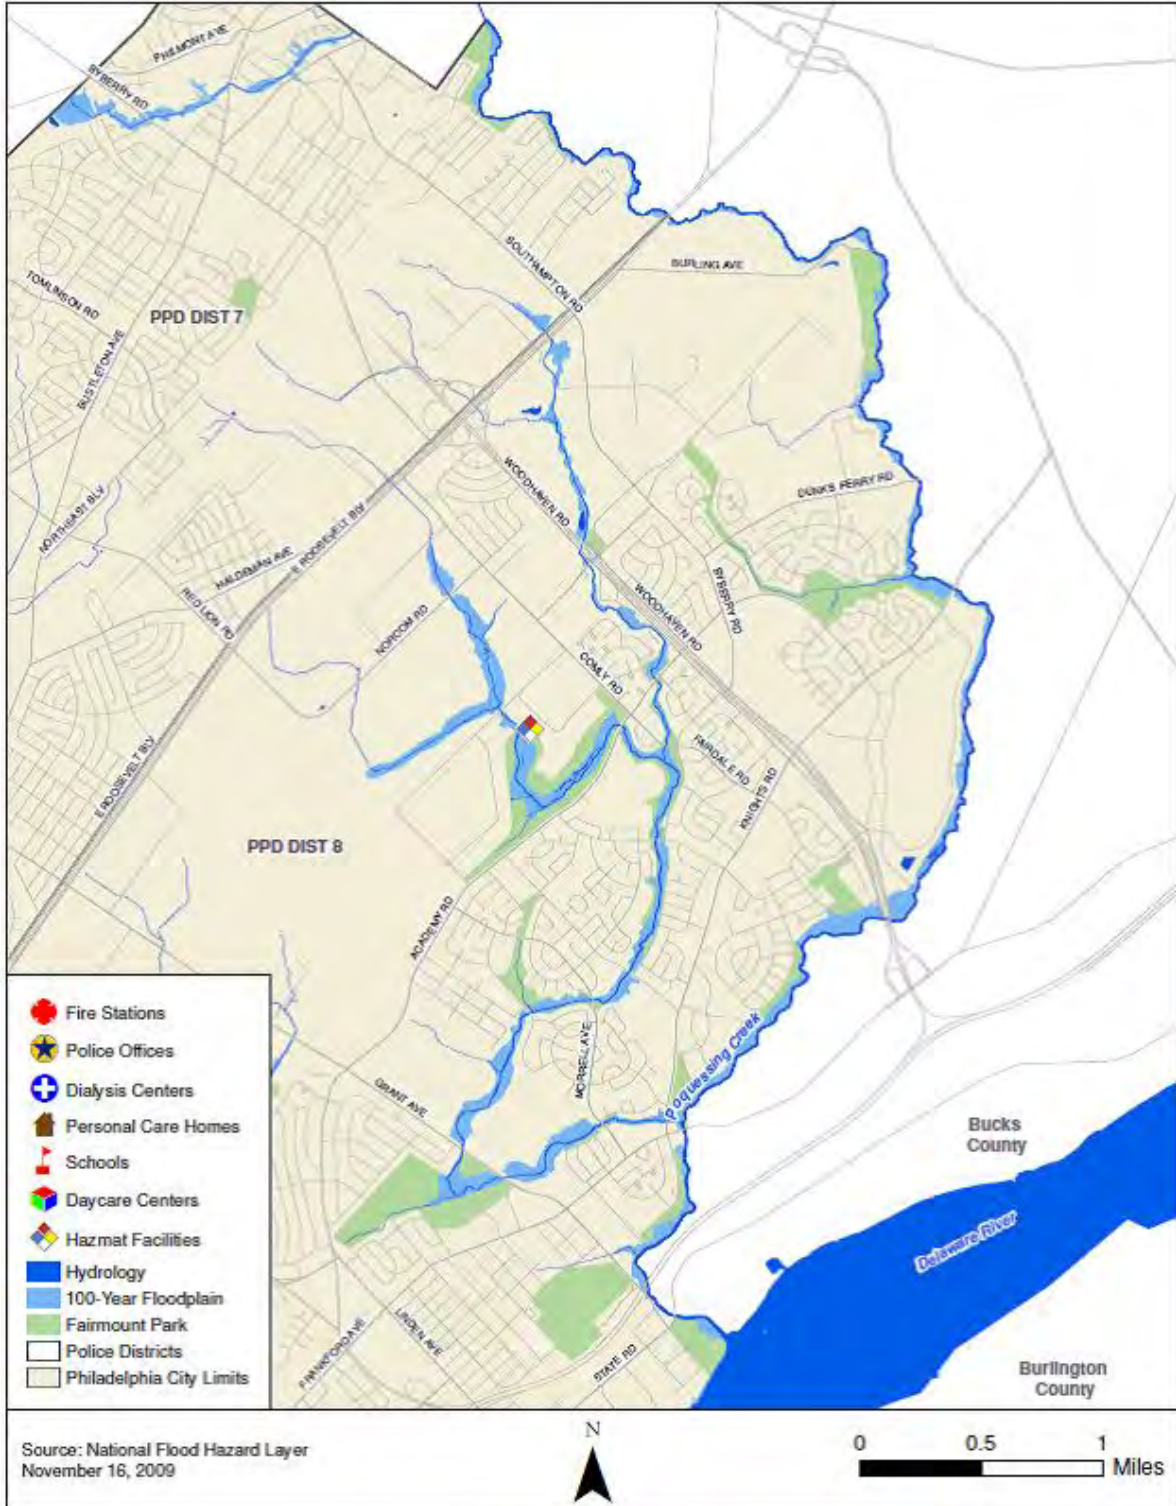 PHILMONT AVE
BYBERRY RD
SOUTHAMPTON RD
BURLING AVE
TOMLINSON RD
PPD DIST 7
BUSTLETON AVE
WOODHAVEN RD
DUNKS FERRY RD
NORTHEAST BLV
HALDEMAN AVE
E ROOSEVELT BLV
RED LION RD
NORCOM RD
BYBERRY RD
WOODHAVEN RD
COMLY RD
FAIRDALE RD
KNIGHTS RD
E ROOSEVELT BLV
PPD DIST 8
ACADEMY RD
MORRELL AVE
Poquessing Creek
GRANT AVE
Bucks
County
Delaware River
FRANKFORD AVE
LINDEN AVE
STATE RD
Burlington
County
Fire Stations
Police Offices
Dialysis Centers
Personal Care Homes
Schools
Daycare Centers
Hazmat Facilities
Hydrology
100-Year Floodplain
Fairmount Park
Police Districts
Philadelphia City Limits
Source: National Flood Hazard Layer
November 16, 2009
N
0 0.5 1
Miles